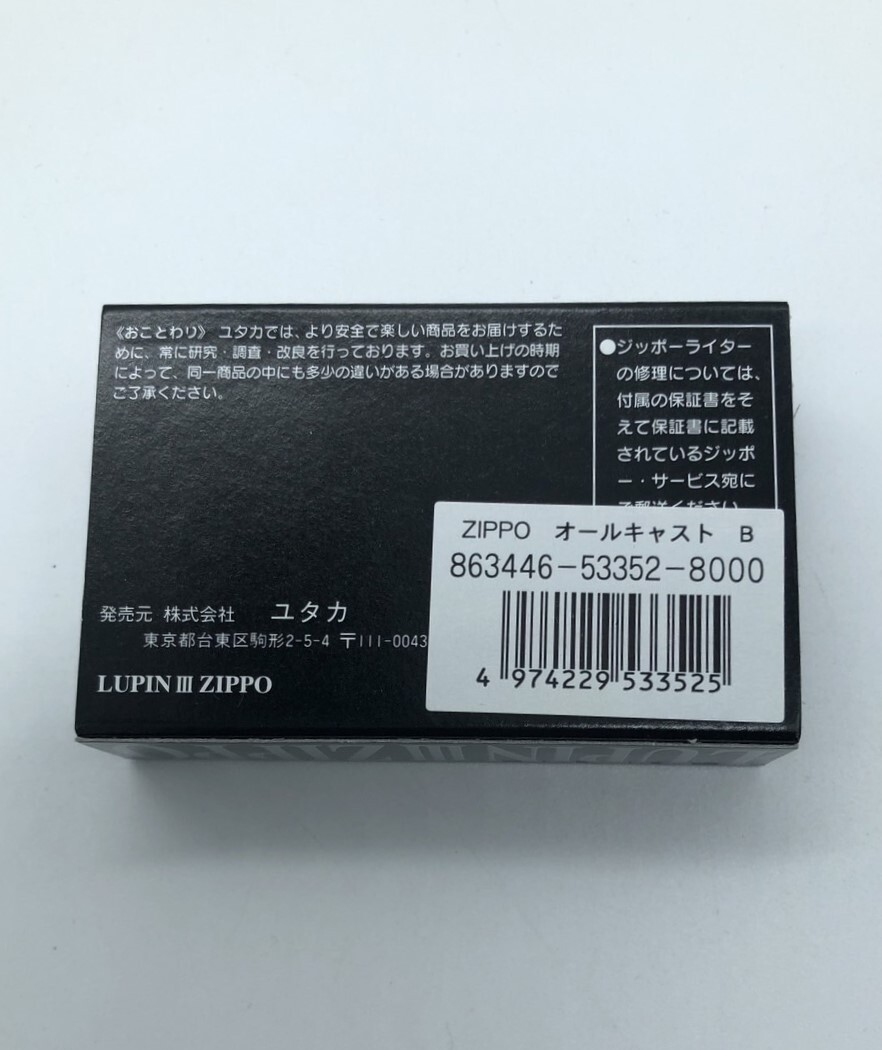 《おことわり》 ユタカでは、より安全で楽しい商品をお届けするた
めに、常に研究・調査・改良を行っております。お買い上げの時期
によって、同一商品の中にも多少の違いがある場合がありますので
ご了承ください。
●ジッポーライター
の修理については、
付属の保証書をそ
えて保証書に記載
されているジッポ
ー・サービス宛に
ZIPPO オールキャスト B
863446-53352-8000
4 974229 533525
発売元 株式会社 ユタカ
東京都台東区駒形2-5-4 〒111-0043
LUPIN III ZIPPO